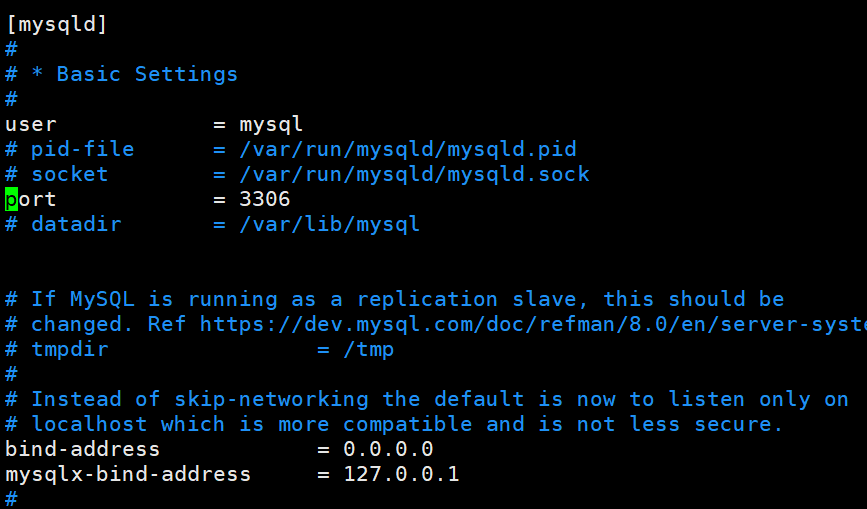 [mysqld]
#
# * Basic Settings
#
user            = mysql
# pid-file      = /var/run/mysqld/mysqld.pid
# socket        = /var/run/mysqld/mysqld.sock
port            = 3306
# datadir       = /var/lib/mysql
# If MySQL is running as a replication slave, this should be
# changed. Ref https://dev.mysql.com/doc/refman/8.0/en/server-syste
# tmpdir                = /tmp
#
# Instead of skip-networking the default is now to listen only on
# localhost which is more compatible and is not less secure.
bind-address            = 0.0.0.0
mysqlx-bind-address     = 127.0.0.1
#